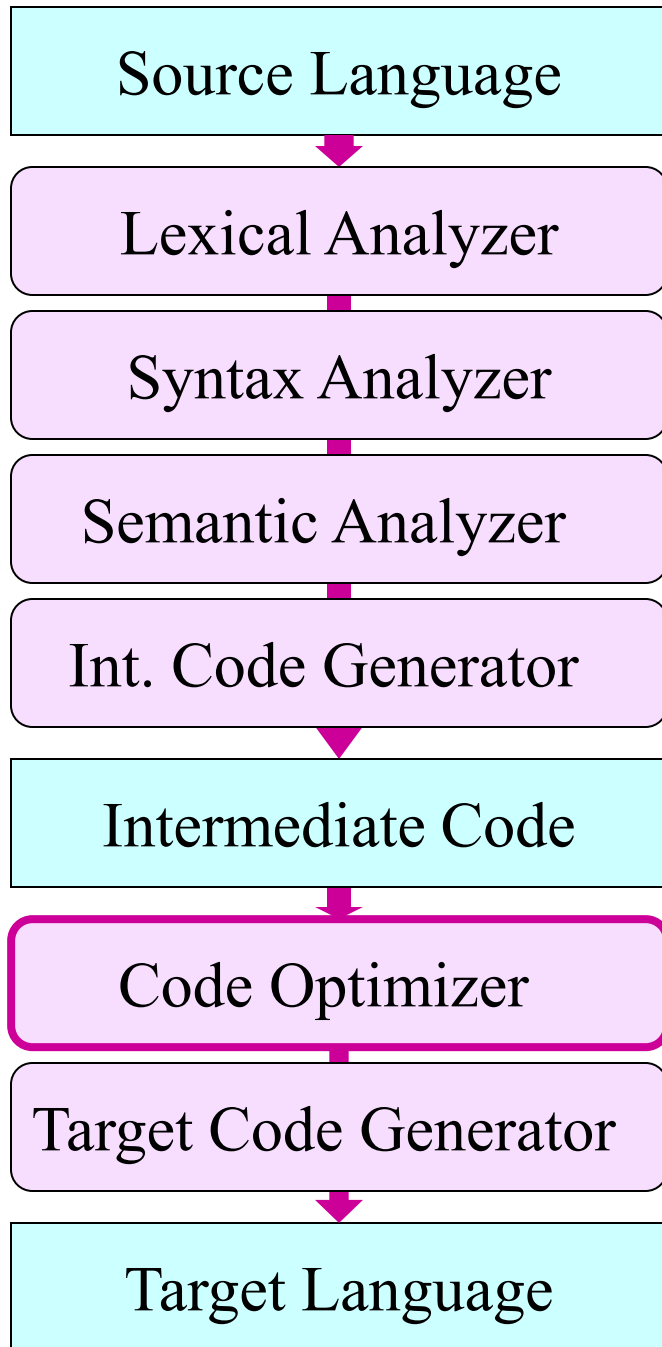 Source Language
Lexical Analyzer
Syntax Analyzer
Semantic Analyzer
Int. Code Generator
Intermediate Code
Code Optimizer
Target Code Generator
Target Language